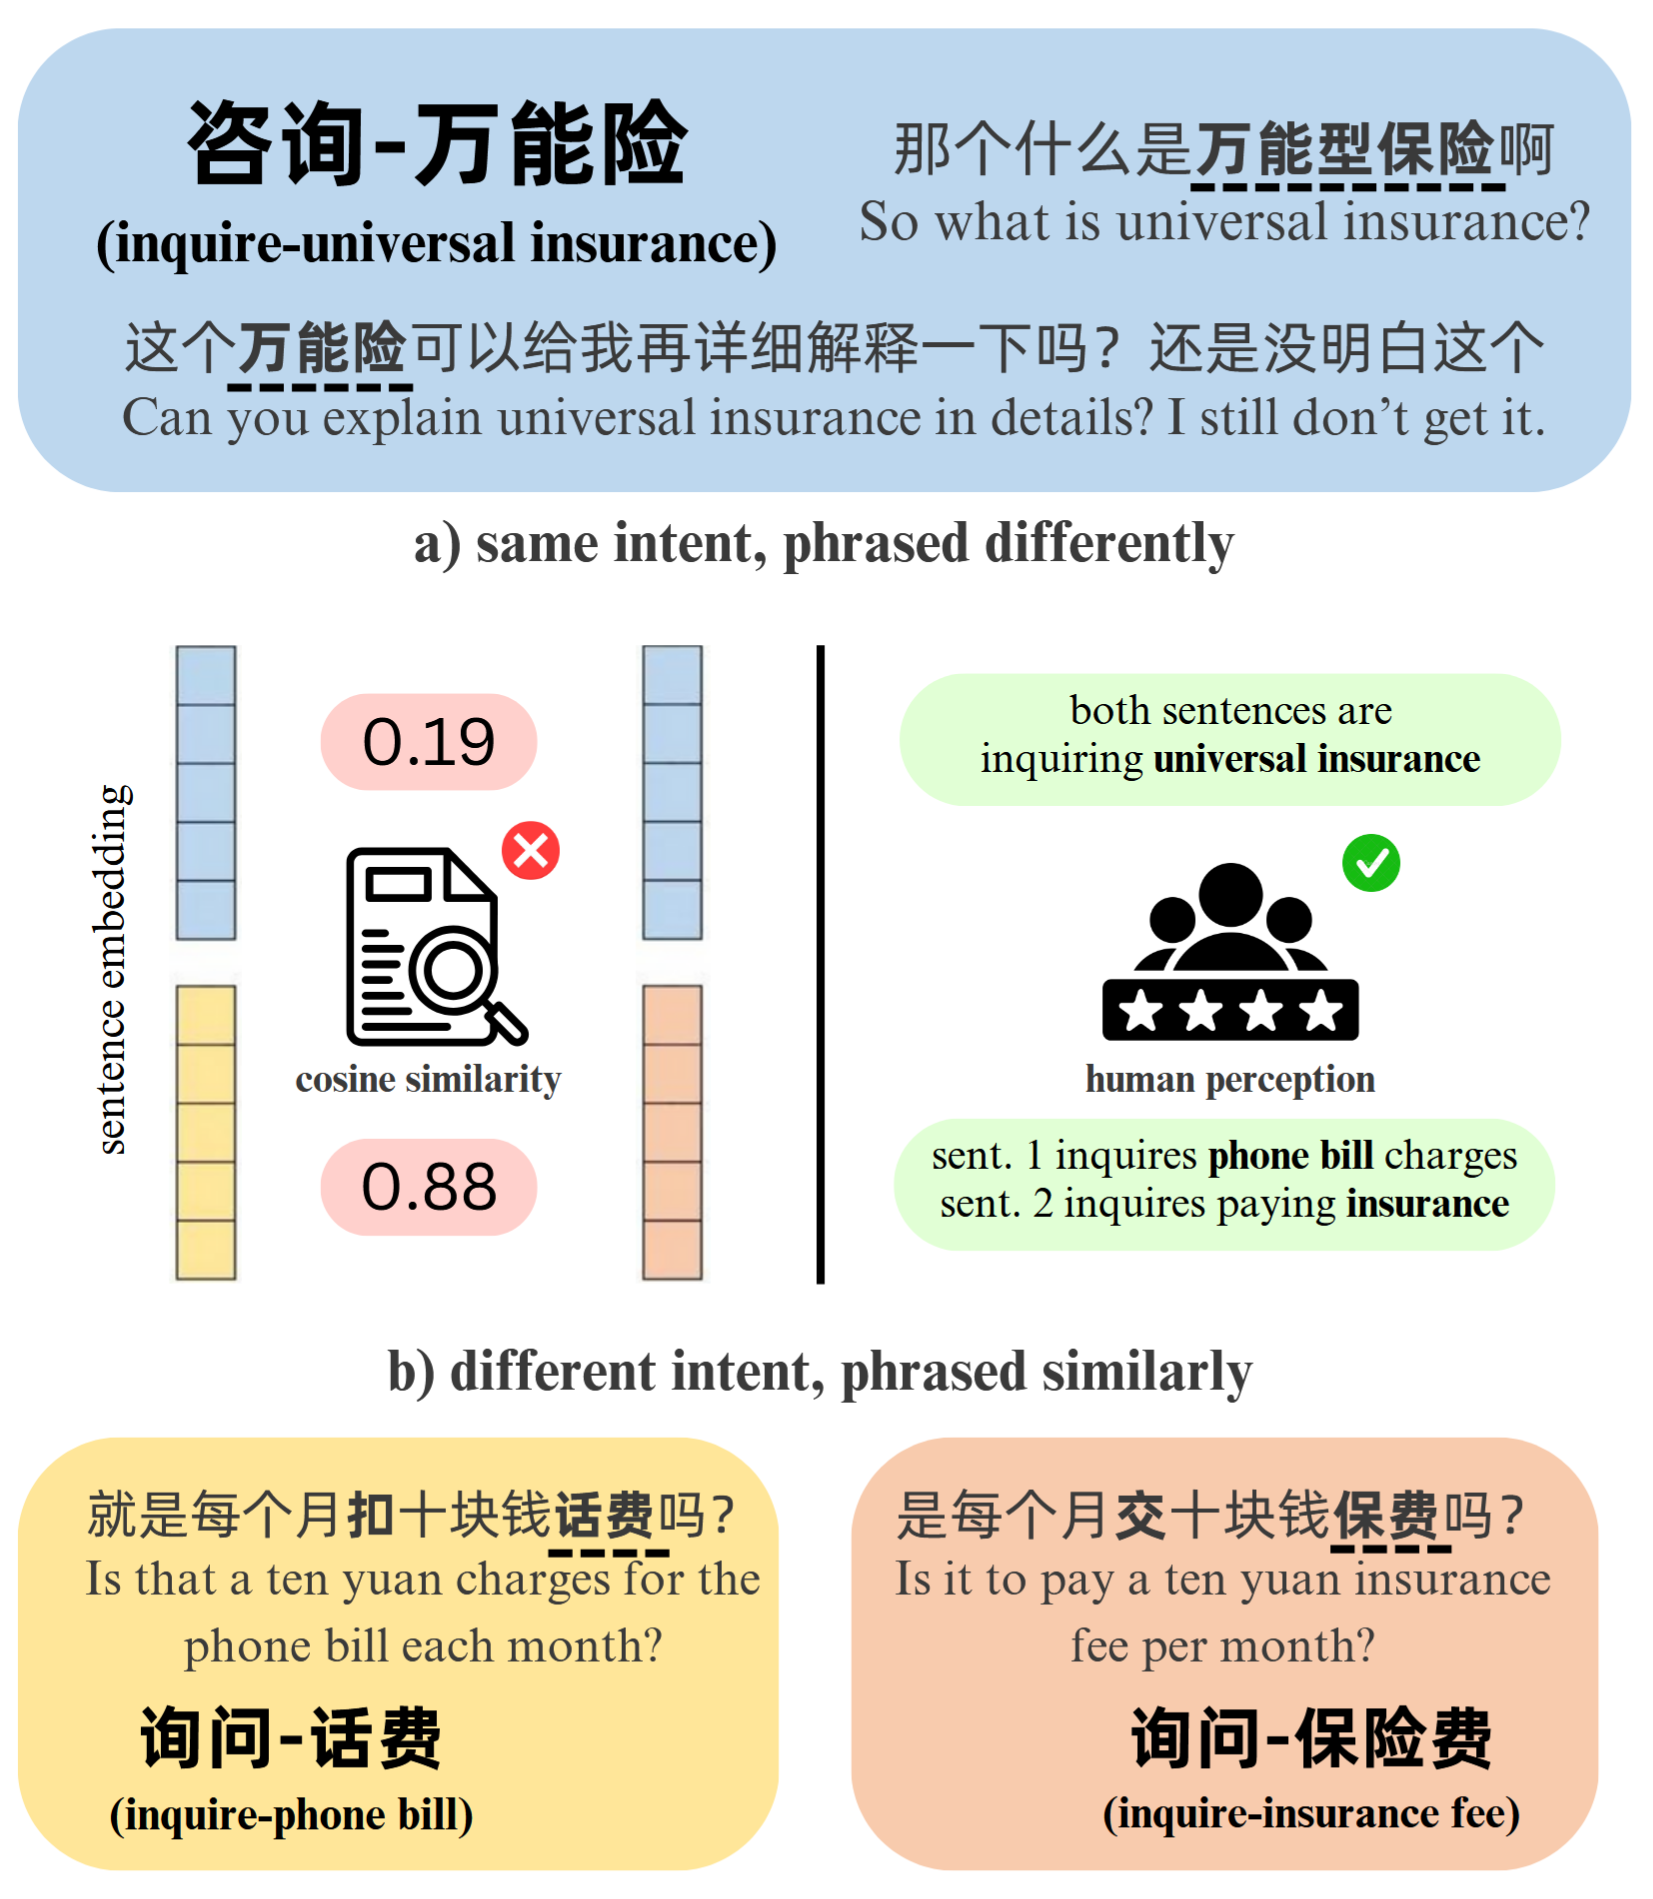 咨询-万能险
(inquire-universal insurance)
那个什么是万能型保险啊
So what is universal insurance?
这个万能险可以给我再详细解释一下吗？还是没明白这个
Can you explain universal insurance in details? I still don't get it.
a) same intent, phrased differently
sentence embedding
0.19
cosine similarity
0.88
both sentences are
inquiring universal insurance
human perception
sent. 1 inquires phone bill charges
sent. 2 inquires paying insurance
b) different intent, phrased similarly
就是每个月扣十块钱话费吗？
Is that a ten yuan charges for the
phone bill each month?
询问-话费
(inquire-phone bill)
是每个月交十块钱保费吗？
Is it to pay a ten yuan insurance
fee per month?
询问-保险费
(inquire-insurance fee)